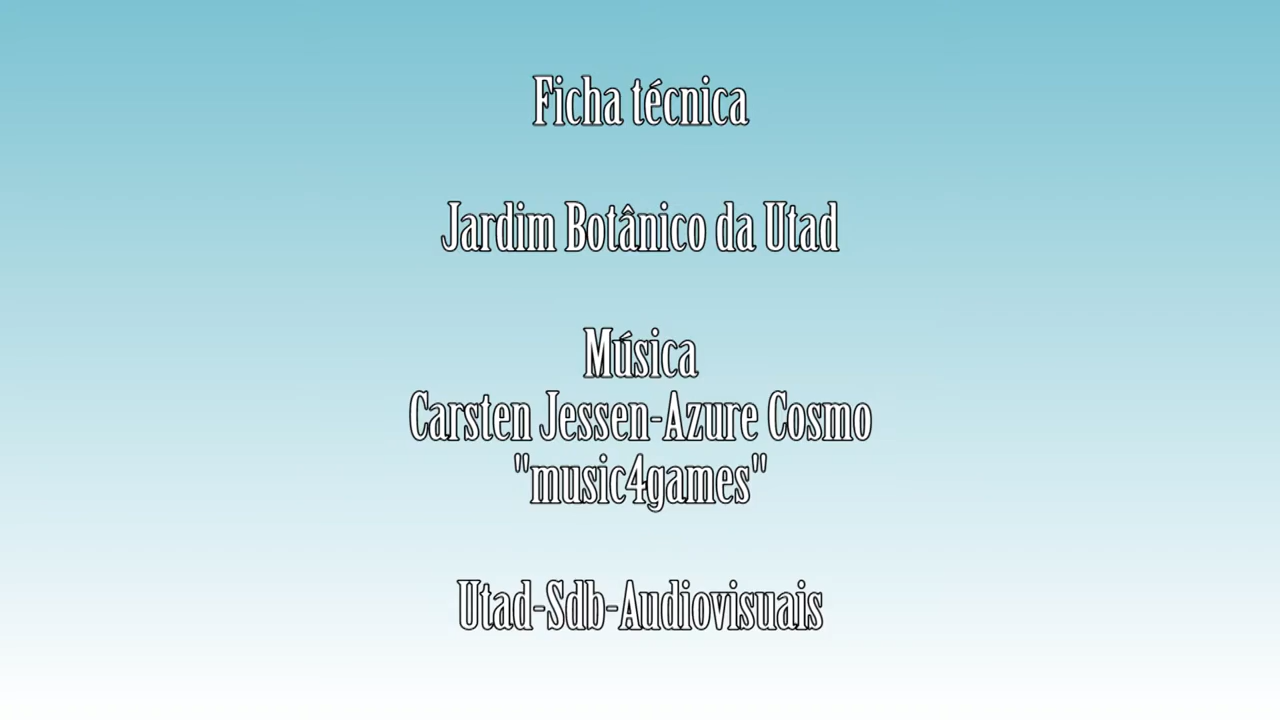 Ficha técnica
Jardim Botânico da Utad
Música
Carsten Jessen-Azure Cosmo
"music4games"
Utad-Sdb-Audiovisuais